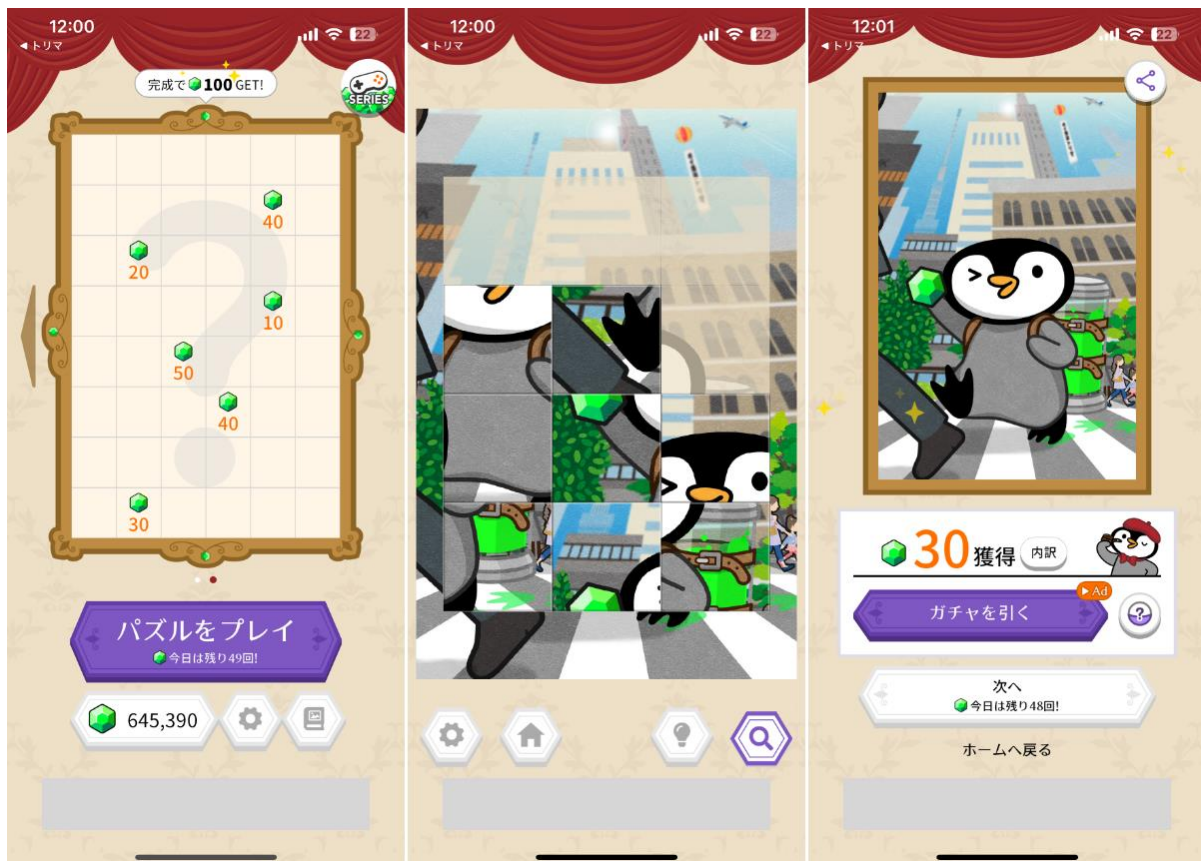 12:00
22
◀トリマ
完成で 100 GET!
SERIES
40
20
10
50
40
30
パズルをプレイ
今日は残り49回!
645,390
12:00
22
◀トリマ
12:01
22
◀トリマ
30獲得 内訳
Ad
ガチャを引く
?
次へ
今日は残り48回!
ホームへ戻る